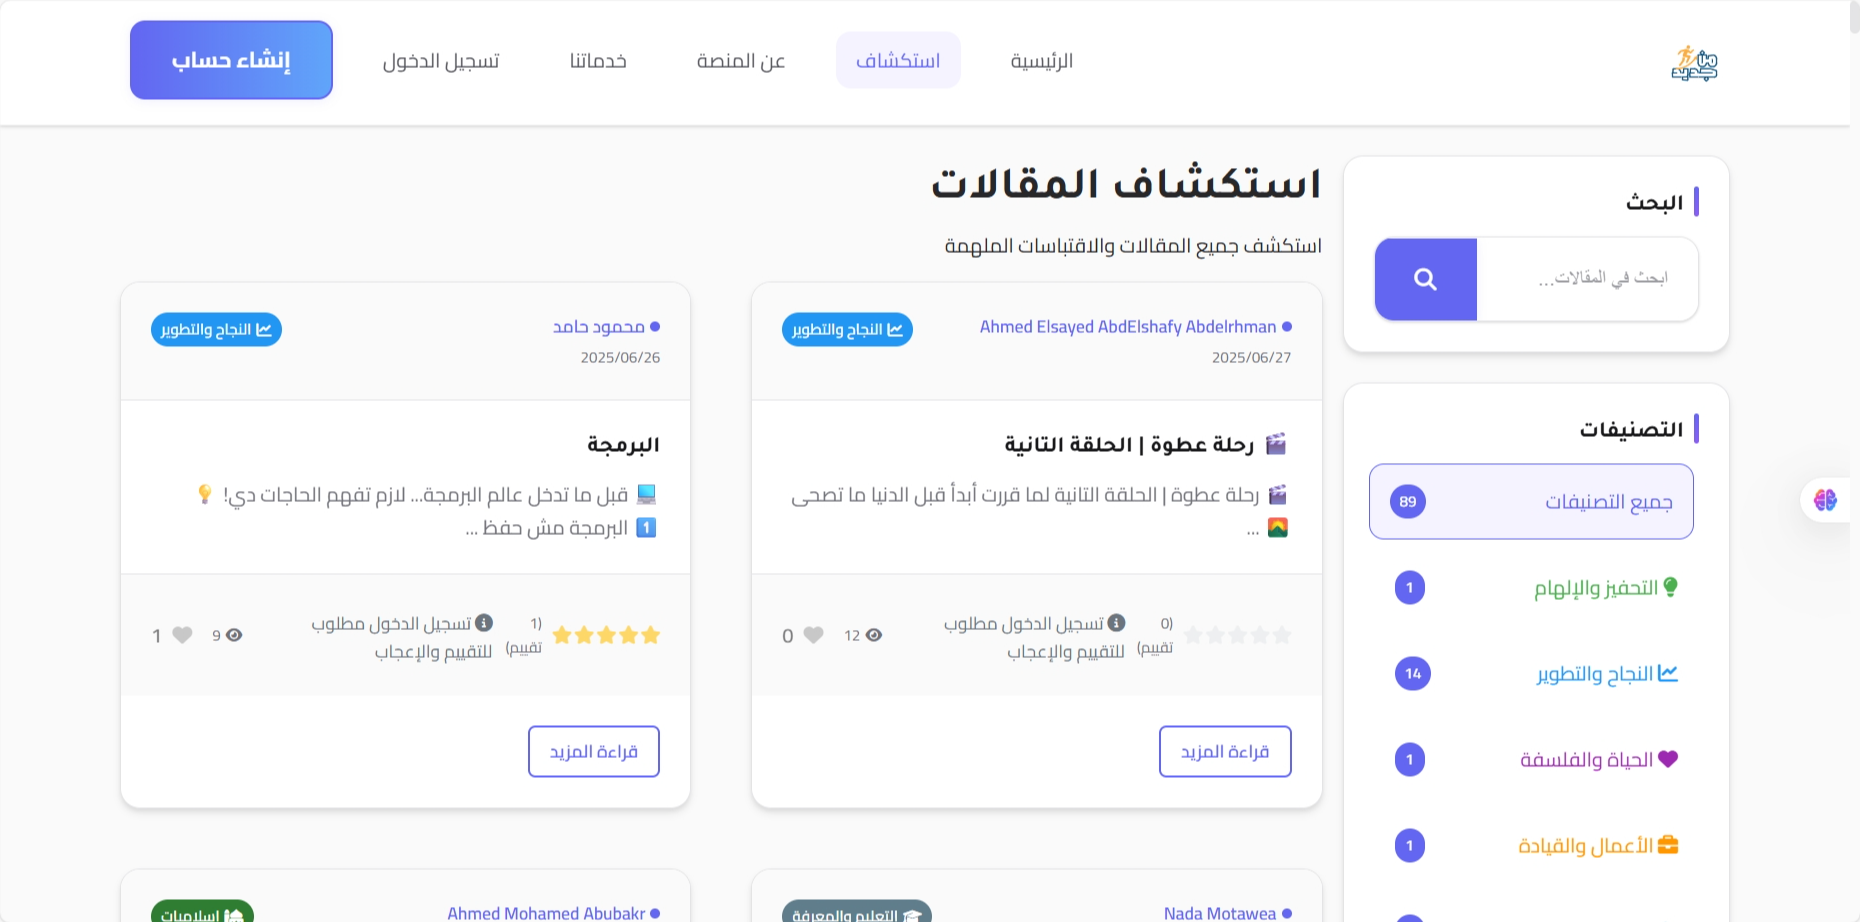 من جديد
الرئيسية
استكشاف
عن المنصة
خدماتنا
تسجيل الدخول
إنشاء حساب
البحث
ابحث في المقالات...
التصنيفات
جميع التصنيفات 89
التحفيز والإلهام 1
النجاح والتطوير 14
الحياة والفلسفة 1
الأعمال والقيادة 1
استكشاف المقالات
استكشف جميع المقالات والاقتباسات الملهمة
Ahmed Elsayed AbdElshafy Abdelrhman
2025/06/27
النجاح والتطوير
🎬 رحلة عطوة | الحلقة التانية
🎬 رحلة عطوة | الحلقة التانية لما قررت أبدأ قبل الدنيا ما تصحى
🌄 ...
(0
تقييم)
تسجيل الدخول مطلوب
للتقييم والإعجاب
12
0
قراءة المزيد
محمود حامد
2025/06/26
النجاح والتطوير
البرمجة
💻 قبل ما تدخل عالم البرمجة... لازم تفهم الحاجات دي! 💡
1️⃣ البرمجة مش حفظ ...
(1
تقييم)
تسجيل الدخول مطلوب
للتقييم والإعجاب
9
1
قراءة المزيد
Nada Motawea
التعليم والمعرفة
Ahmed Mohamed Abubakr
إسلاميات